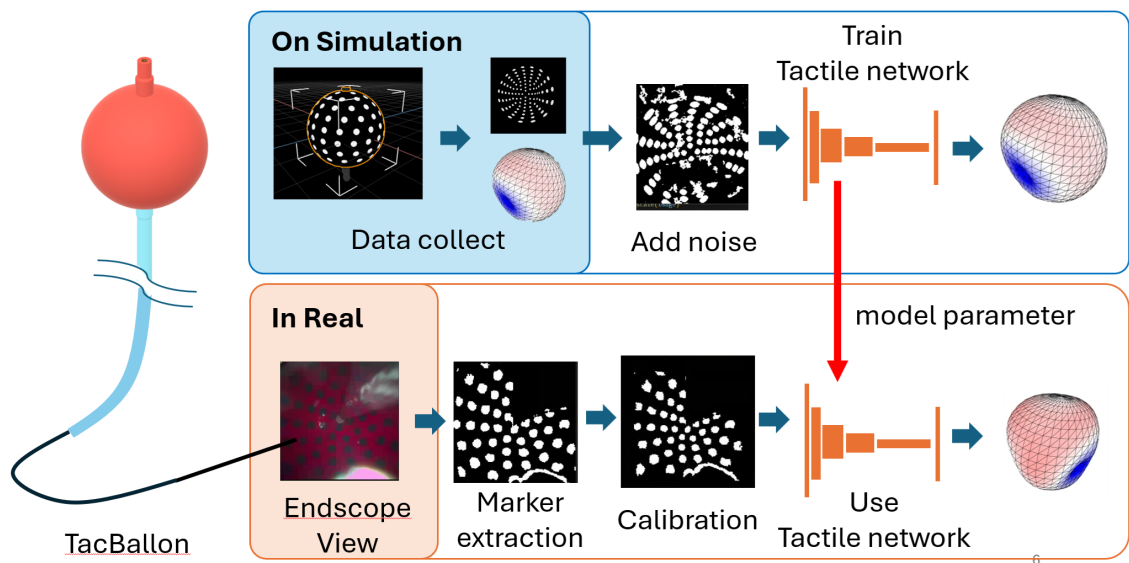 On Simulation
Train
Tactile network
Data collect
Add noise
model parameter
In Real
Endscope
View
Marker
extraction
Calibration
Use
Tactile network
TacBallon
6